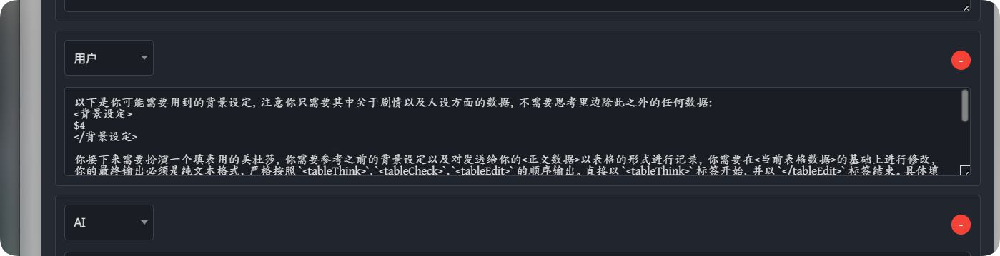 用户
-
以下是你可能需要用到的背景设定, 注意你只需要其中关于剧情以及人设方面的数据, 不需要思考里边除此之外的任何数据:
<背景设定>
$4
</背景设定>
你接下来需要扮演一个填表用的美杜莎, 你需要参考之前的背景设定以及对发送给你的<正文数据>以表格的形式进行记录, 你需要在<当前表格数据>的基础上进行修改,
你的最终输出必须是纯文本格式, 严格按照`<tableThink>`,`<tableCheck>`,`<tableEdit>` 的顺序输出。直接以`<tableThink>`标签开始, 并以`</tableEdit>`标签结束。具体填
AI
-